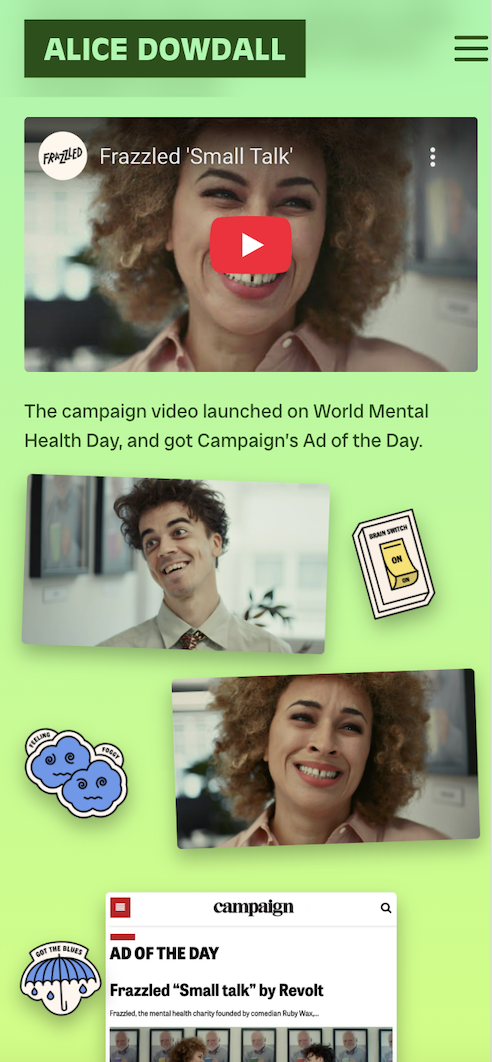 ALICE DOWDALL
FRAZZLED
Frazzled 'Small Talk'
The campaign video launched on World Mental
Health Day, and got Campaign's Ad of the Day.
BRAIN SWITCH
ON
ON
FEELING
FOGGY
GOT THE BLUES
campaign
AD OF THE DAY
Frazzled “Small talk” by Revolt
Frazzled, the mental health charity founded by comedian Ruby Wax,...